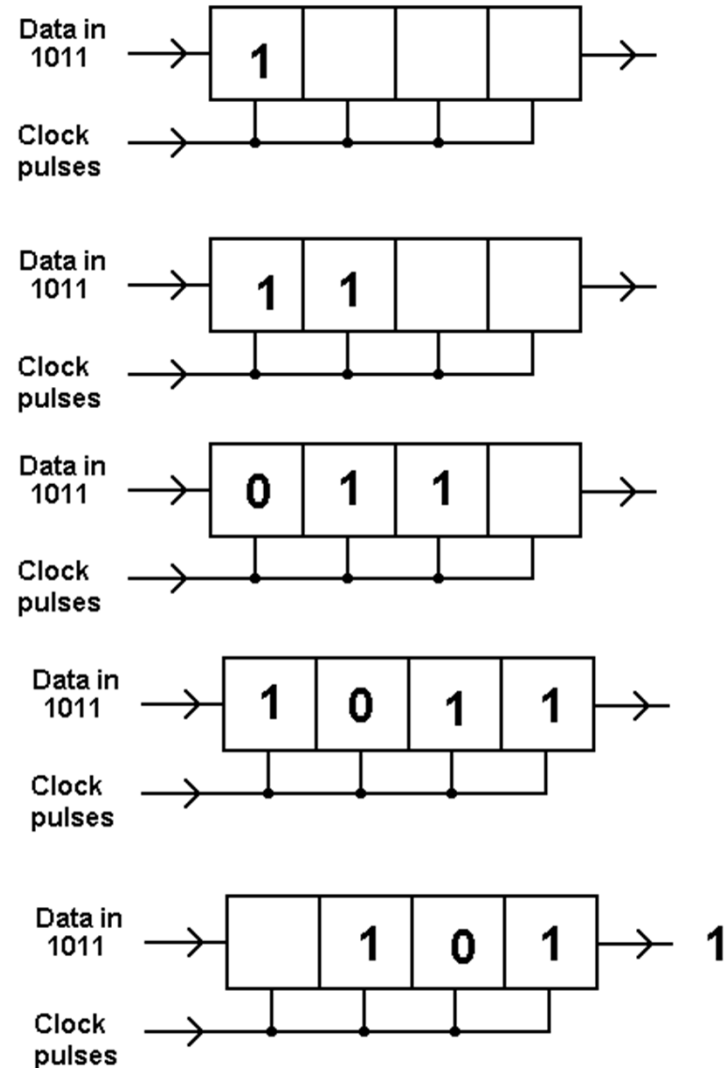 Data in
1011
1
Clock
pulses
Data in
1011
1 1
Clock
pulses
Data in
1011
0 1 1
Clock
pulses
Data in
1011
1 0 1 1
Clock
pulses
Data in
1011
1 0 1 1
Clock
pulses